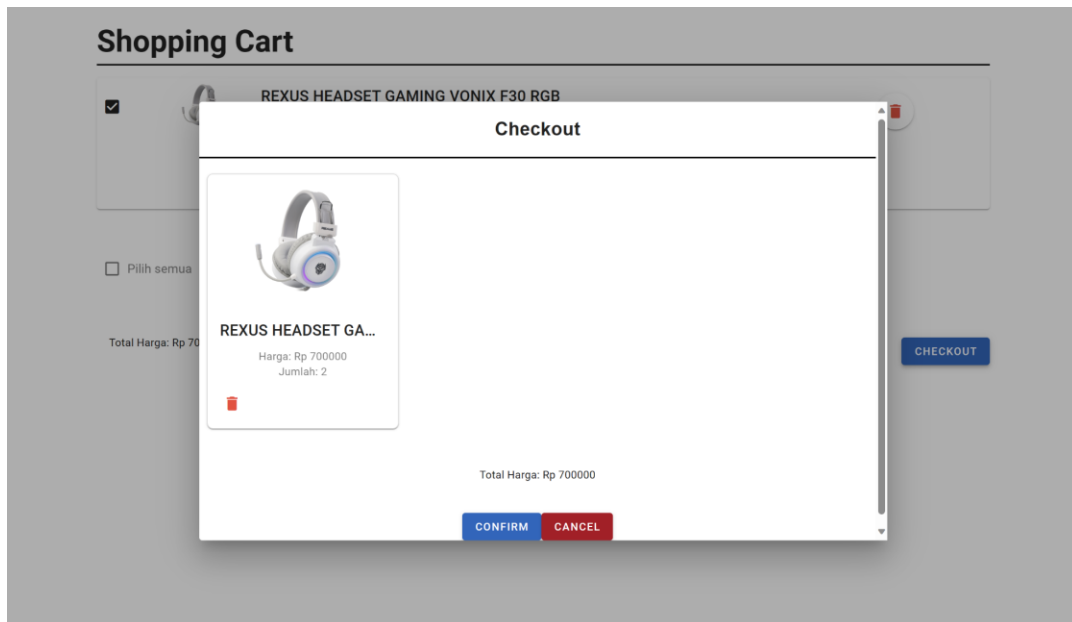 Shopping Cart
REXUS HEADSET GAMING VONIX F30 RGB
Checkout
REXUS HEADSET GA...
Harga: Rp 700000
Jumlah: 2
Pilih semua
Total Harga: Rp 70
CHECKOUT
Total Harga: Rp 700000
CONFIRM CANCEL